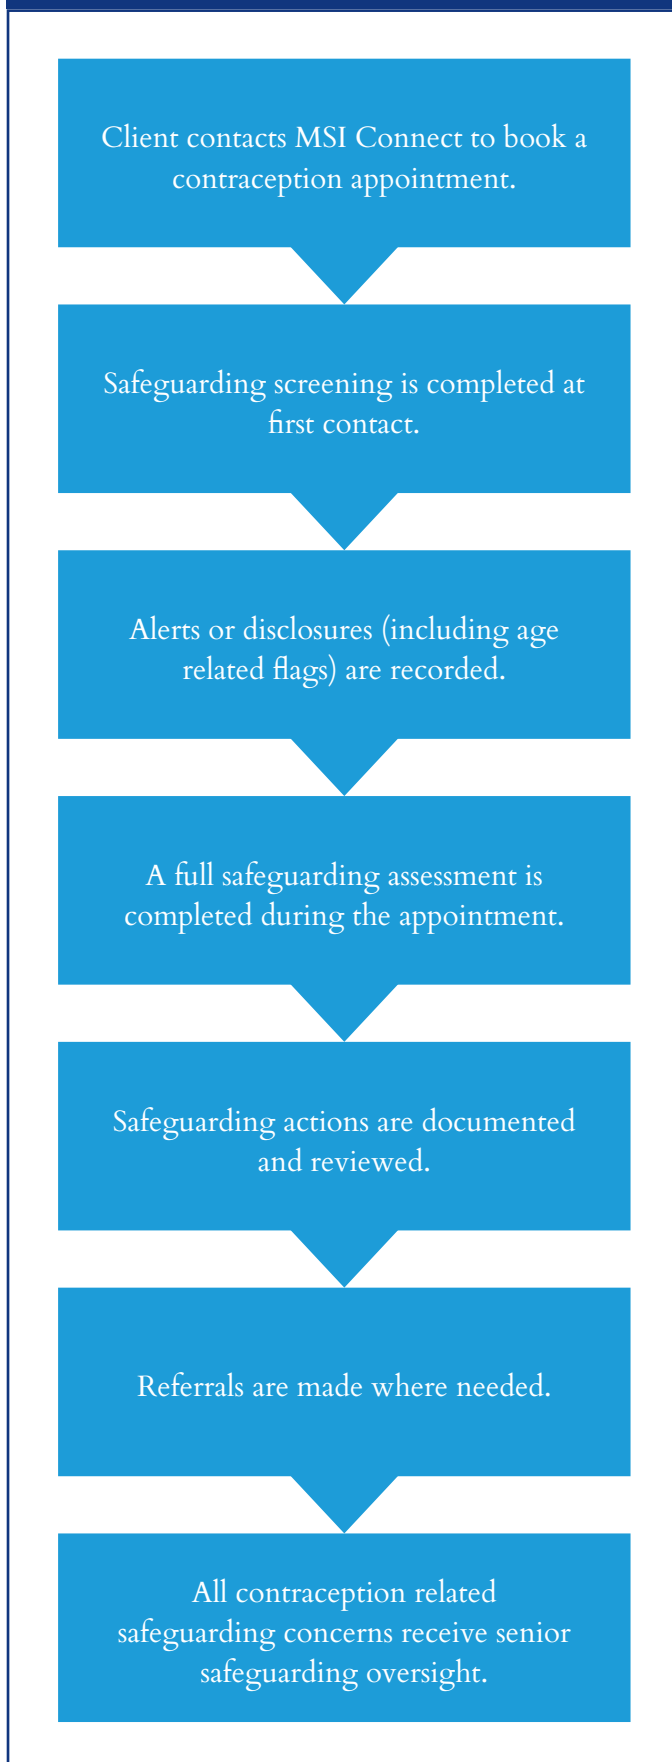 Client contacts MSI Connect to book a
contraception appointment.
Safeguarding screening is completed at
first contact.
Alerts or disclosures (including age
related flags) are recorded.
A full safeguarding assessment is
completed during the appointment.
Safeguarding actions are documented
and reviewed.
Referrals are made where needed.
All contraception related
safeguarding concerns receive senior
safeguarding oversight.